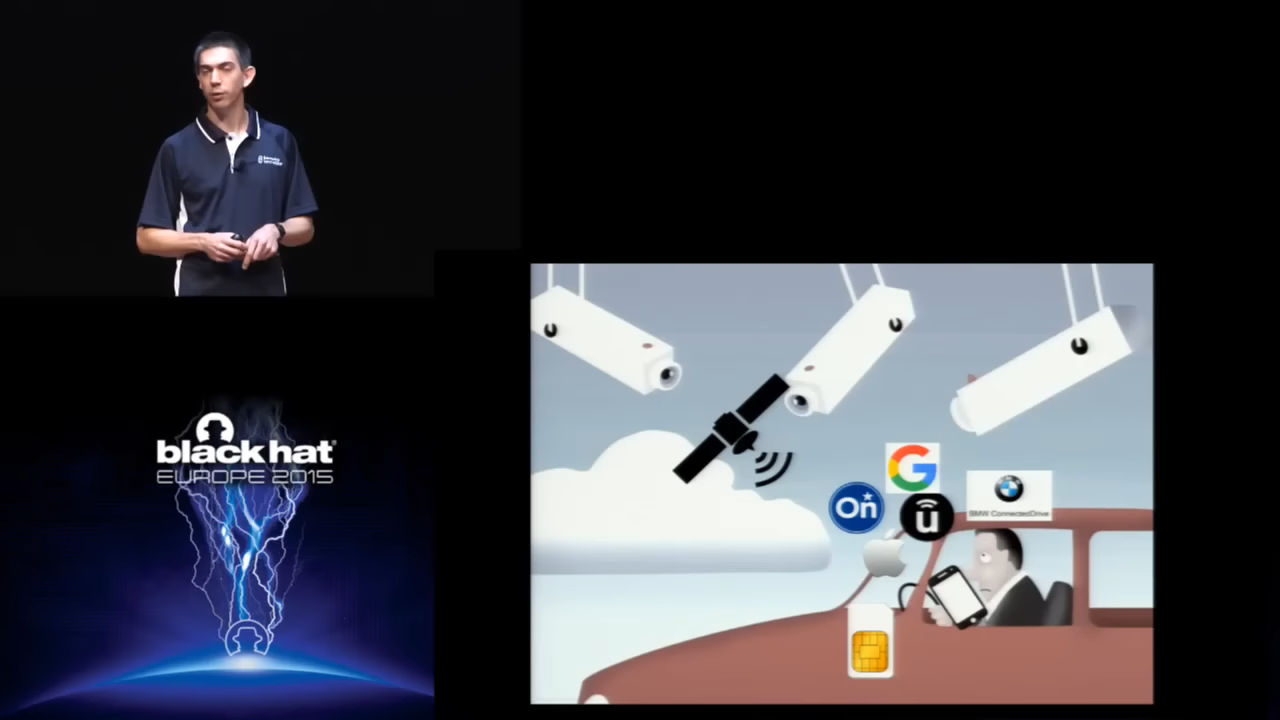 black hat
EUROPE 2015
G
On
u
BMW ConnectedDrive